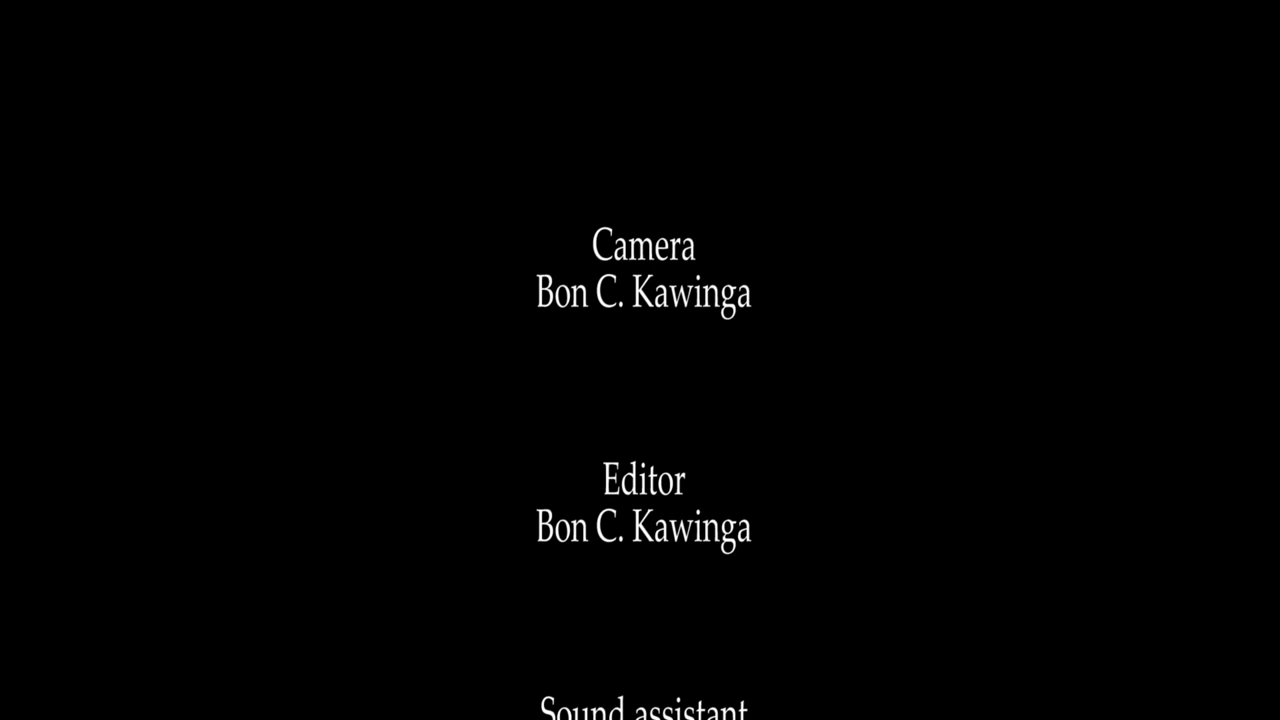 Camera
Bon C. Kawinga
Editor
Bon C. Kawinga
Sound assistant